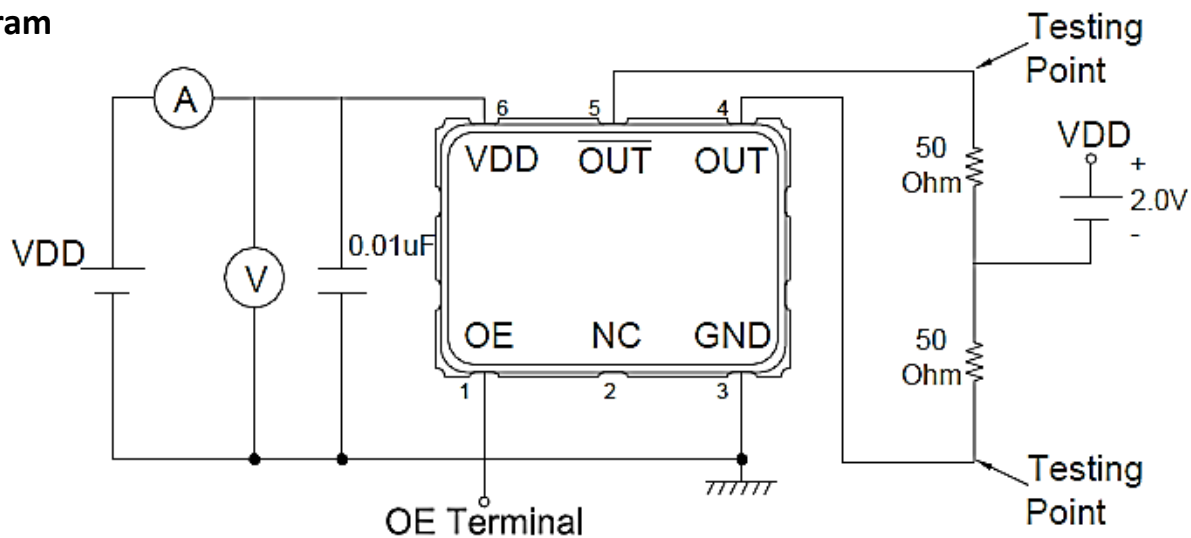 ram
Testing
Point
A
6
5
4
VDD
OUT
OUT
50
Ohm
VDD
+
2.0V
-
VDD
V
0.01uF
OE
NC
GND
50
Ohm
1
2
3
OE Terminal
Testing
Point